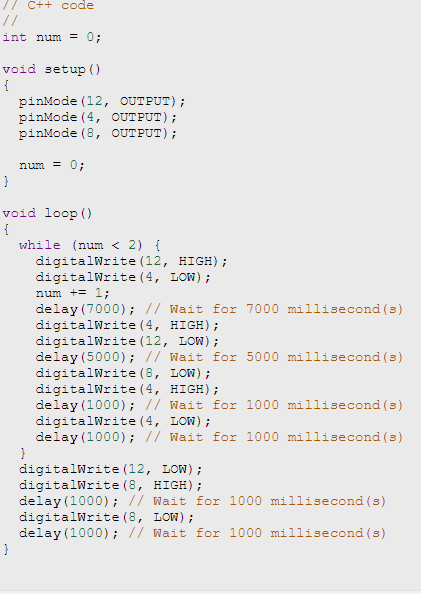 // C++ code
//
int num = 0;
void setup()
{
pinMode(12, OUTPUT);
pinMode(4, OUTPUT);
pinMode(8, OUTPUT);
num = 0;
}
void loop()
{
while (num < 2) {
digitalWrite(12, HIGH);
digitalWrite(4, LOW);
num += 1;
delay(7000); // Wait for 7000 millisecond(s)
digitalWrite(4, HIGH);
digitalWrite(12, LOW);
delay(5000); // Wait for 5000 millisecond(s)
digitalWrite(8, LOW);
digitalWrite(4, HIGH);
delay(1000); // Wait for 1000 millisecond(s)
digitalWrite(4, LOW);
delay(1000); // Wait for 1000 millisecond(s)
}
digitalWrite(12, LOW);
digitalWrite(8, HIGH);
delay(1000); // Wait for 1000 millisecond(s)
digitalWrite(8, LOW);
delay(1000); // Wait for 1000 millisecond(s)
}